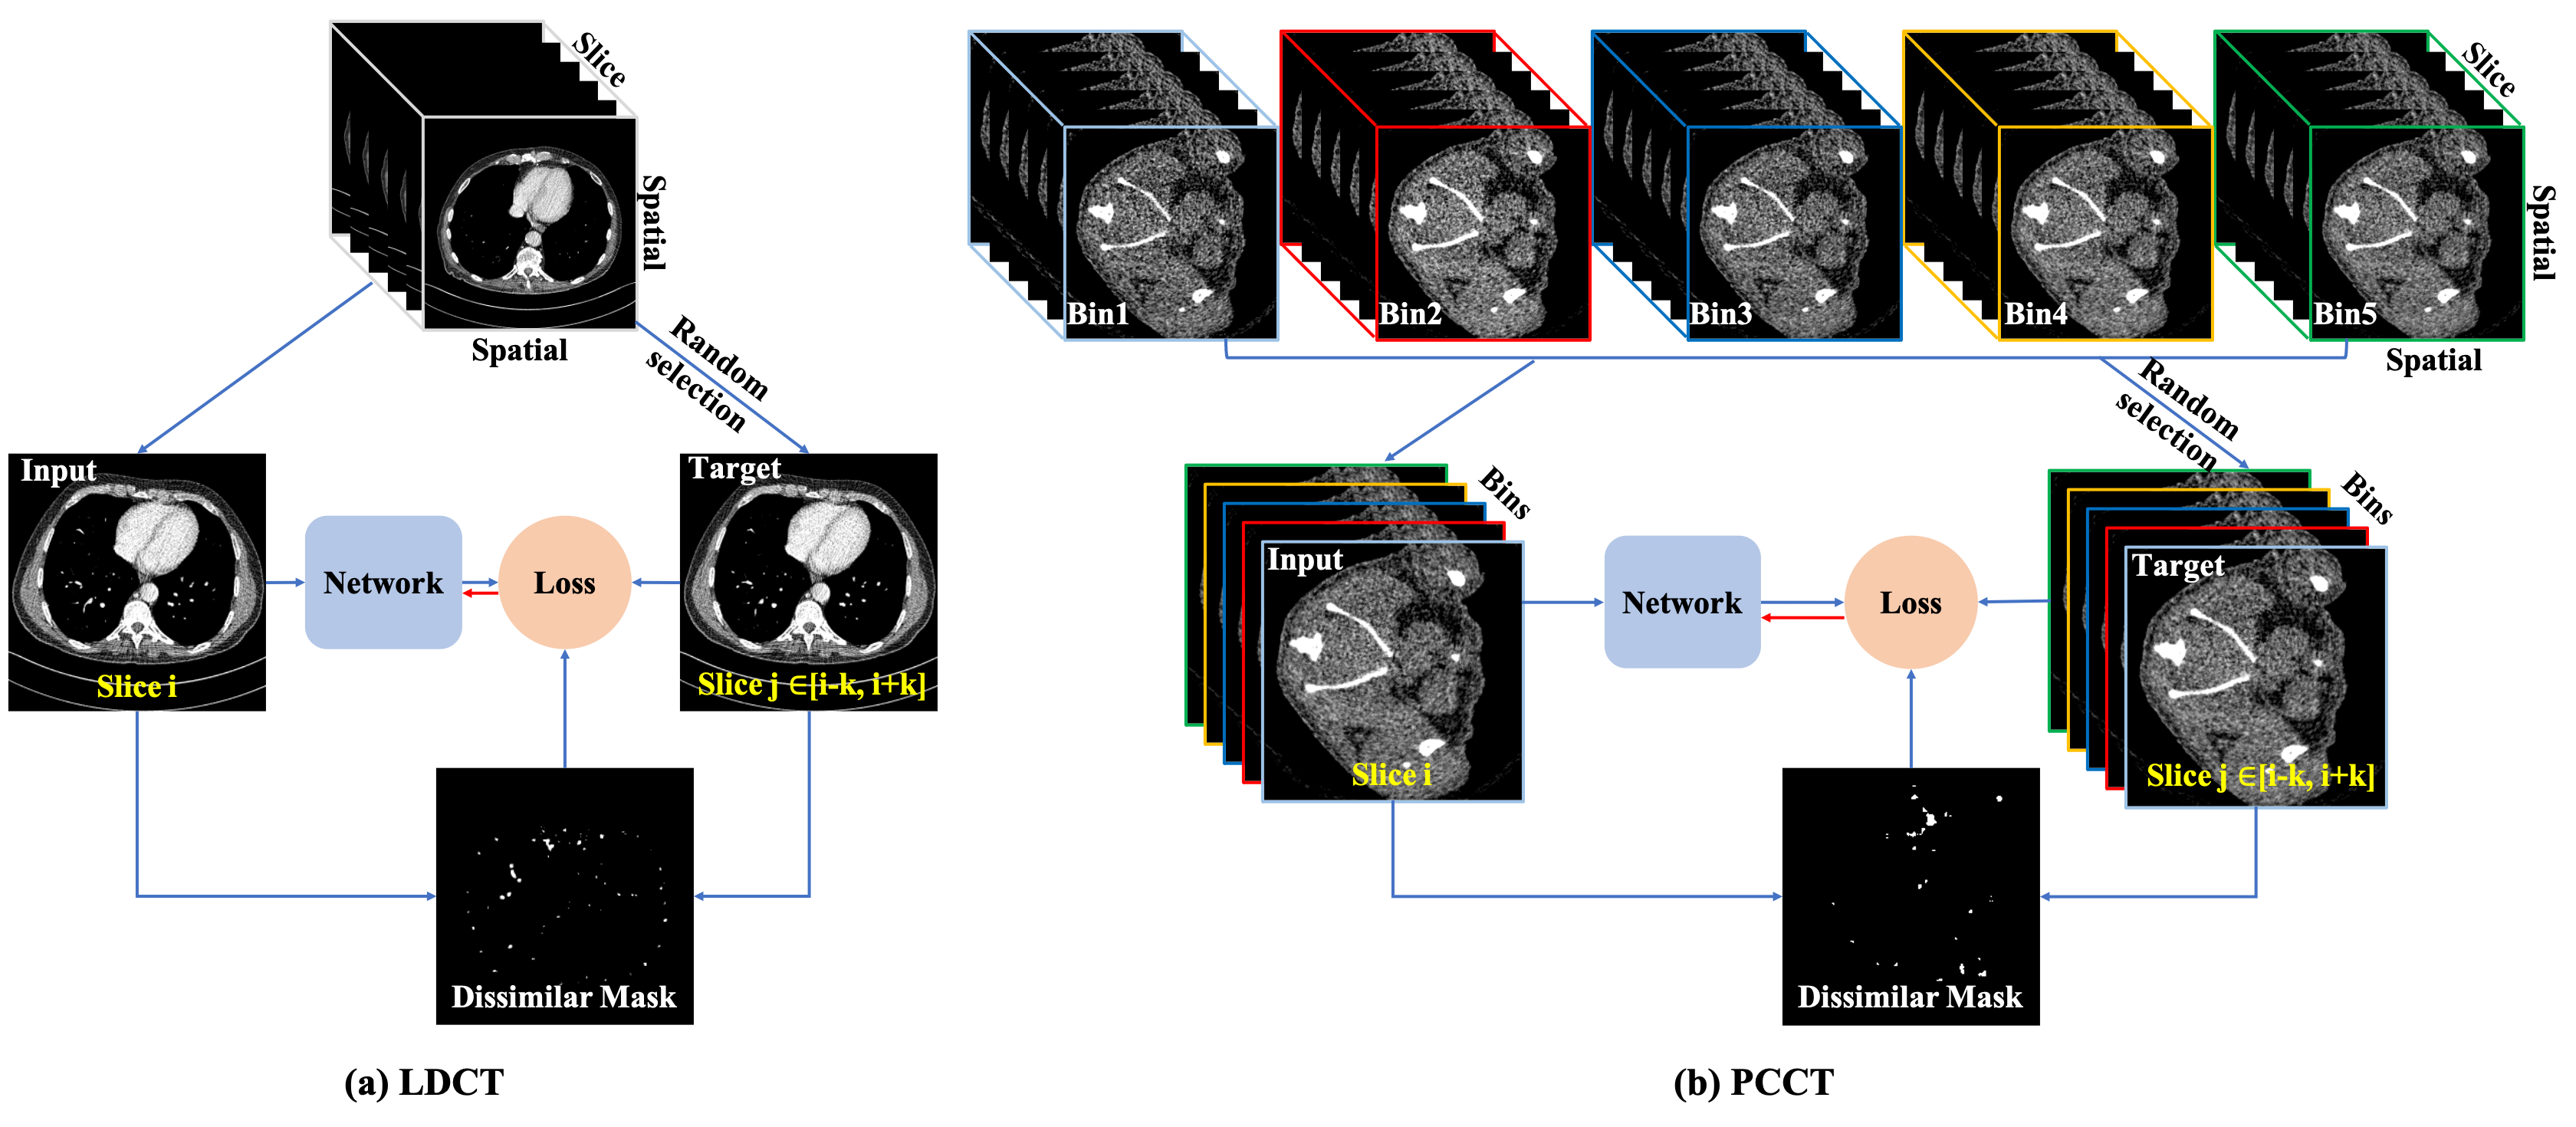 Slice
Spatial
Spatial
Random
selection
Input
Slice i
Network
Loss
Target
Slice j ∈[i-k, i+k]
Dissimilar Mask
(a) LDCT
Bin1
Bin2
Bin3
Bin4
Bin5
Slice
Spatial
Spatial
Random
selection
Bins
Input
Slice i
Network
Loss
Bins
Target
Slice j ∈[i-k, i+k]
Dissimilar Mask
(b) PCCT